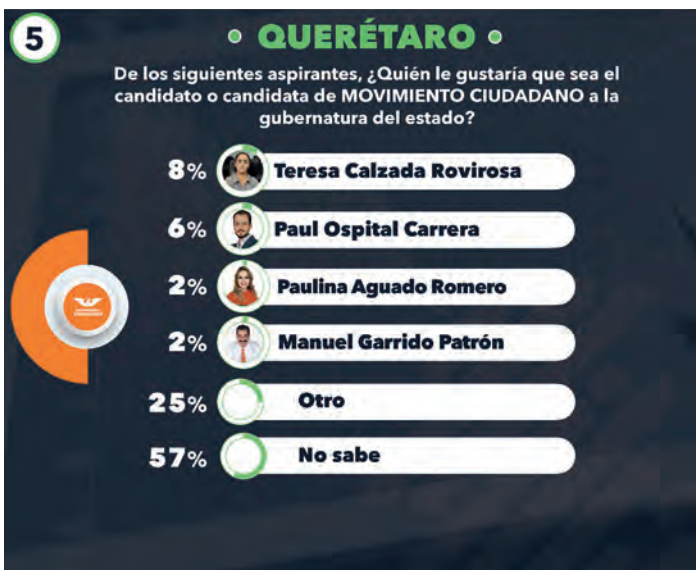 5
QUERÉTARO
De los siguientes aspirantes, ¿Quién le gustaría que sea el
candidato o candidata de MOVIMIENTO CIUDADANO a la
gubernatura del estado?
8% Teresa Calzada Rovirosa
6% Paul Ospital Carrera
2% Paulina Aguado Romero
2% Manuel Garrido Patrón
25% Otro
57% No sabe